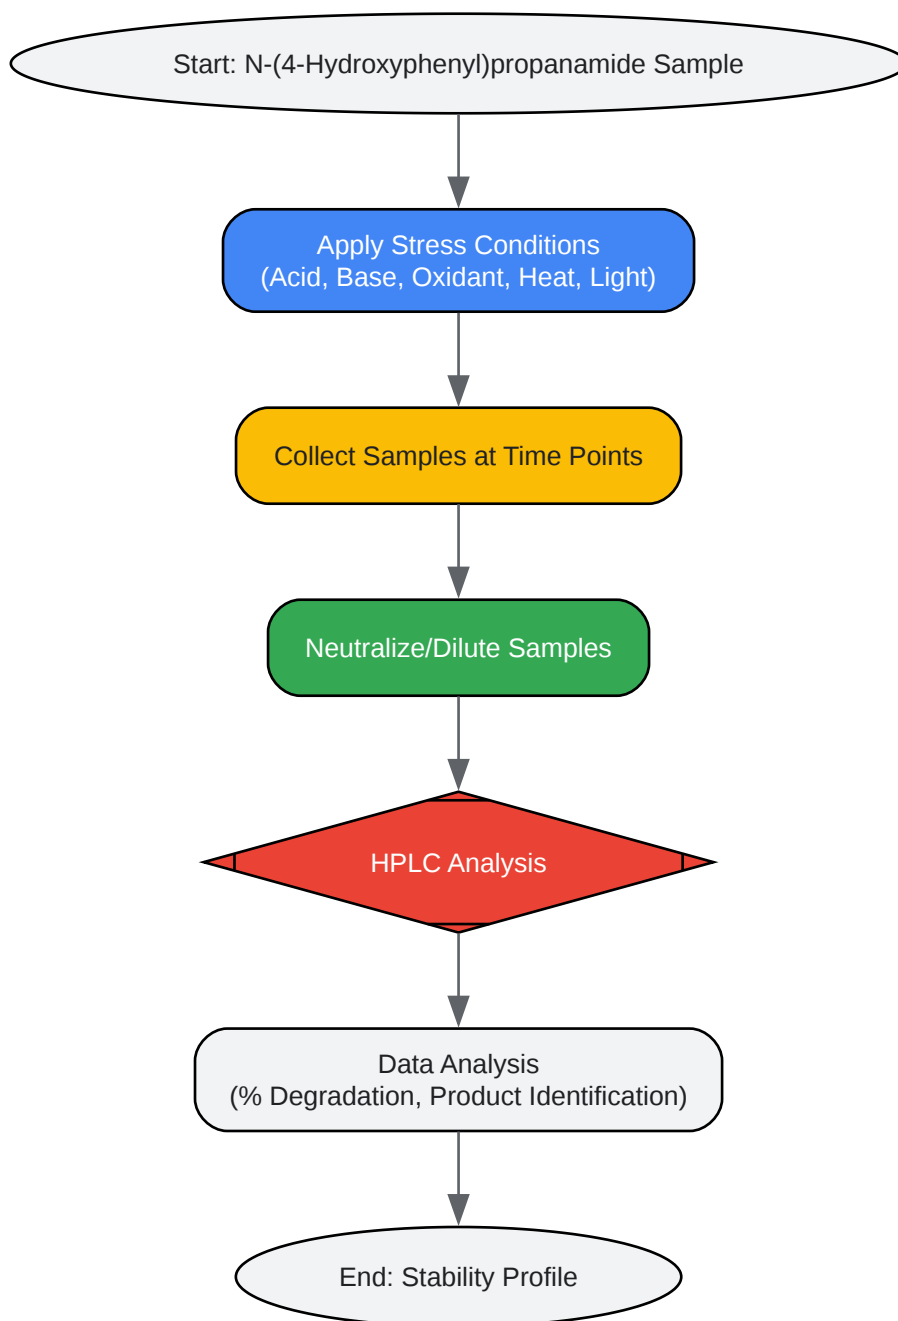 Start: N-(4-Hydroxyphenyl)propanamide Sample
Apply Stress Conditions
(Acid, Base, Oxidant, Heat, Light)
Collect Samples at Time Points
Neutralize/Dilute Samples
HPLC Analysis
Data Analysis
(% Degradation, Product Identification)
End: Stability Profile